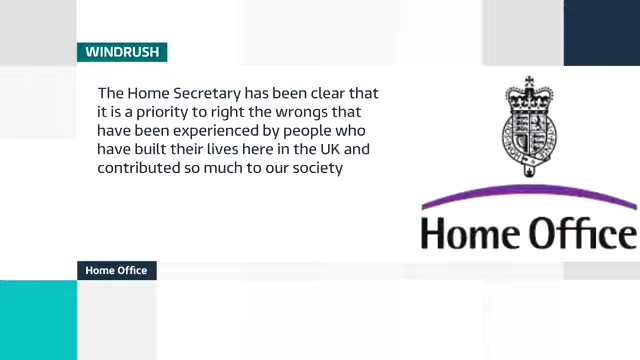 WINDRUSH
The Home Secretary has been clear that
it is a priority to right the wrongs that
have been experienced by people who
have built their lives here in the UK and
contributed so much to our society
Home Office
Home Office